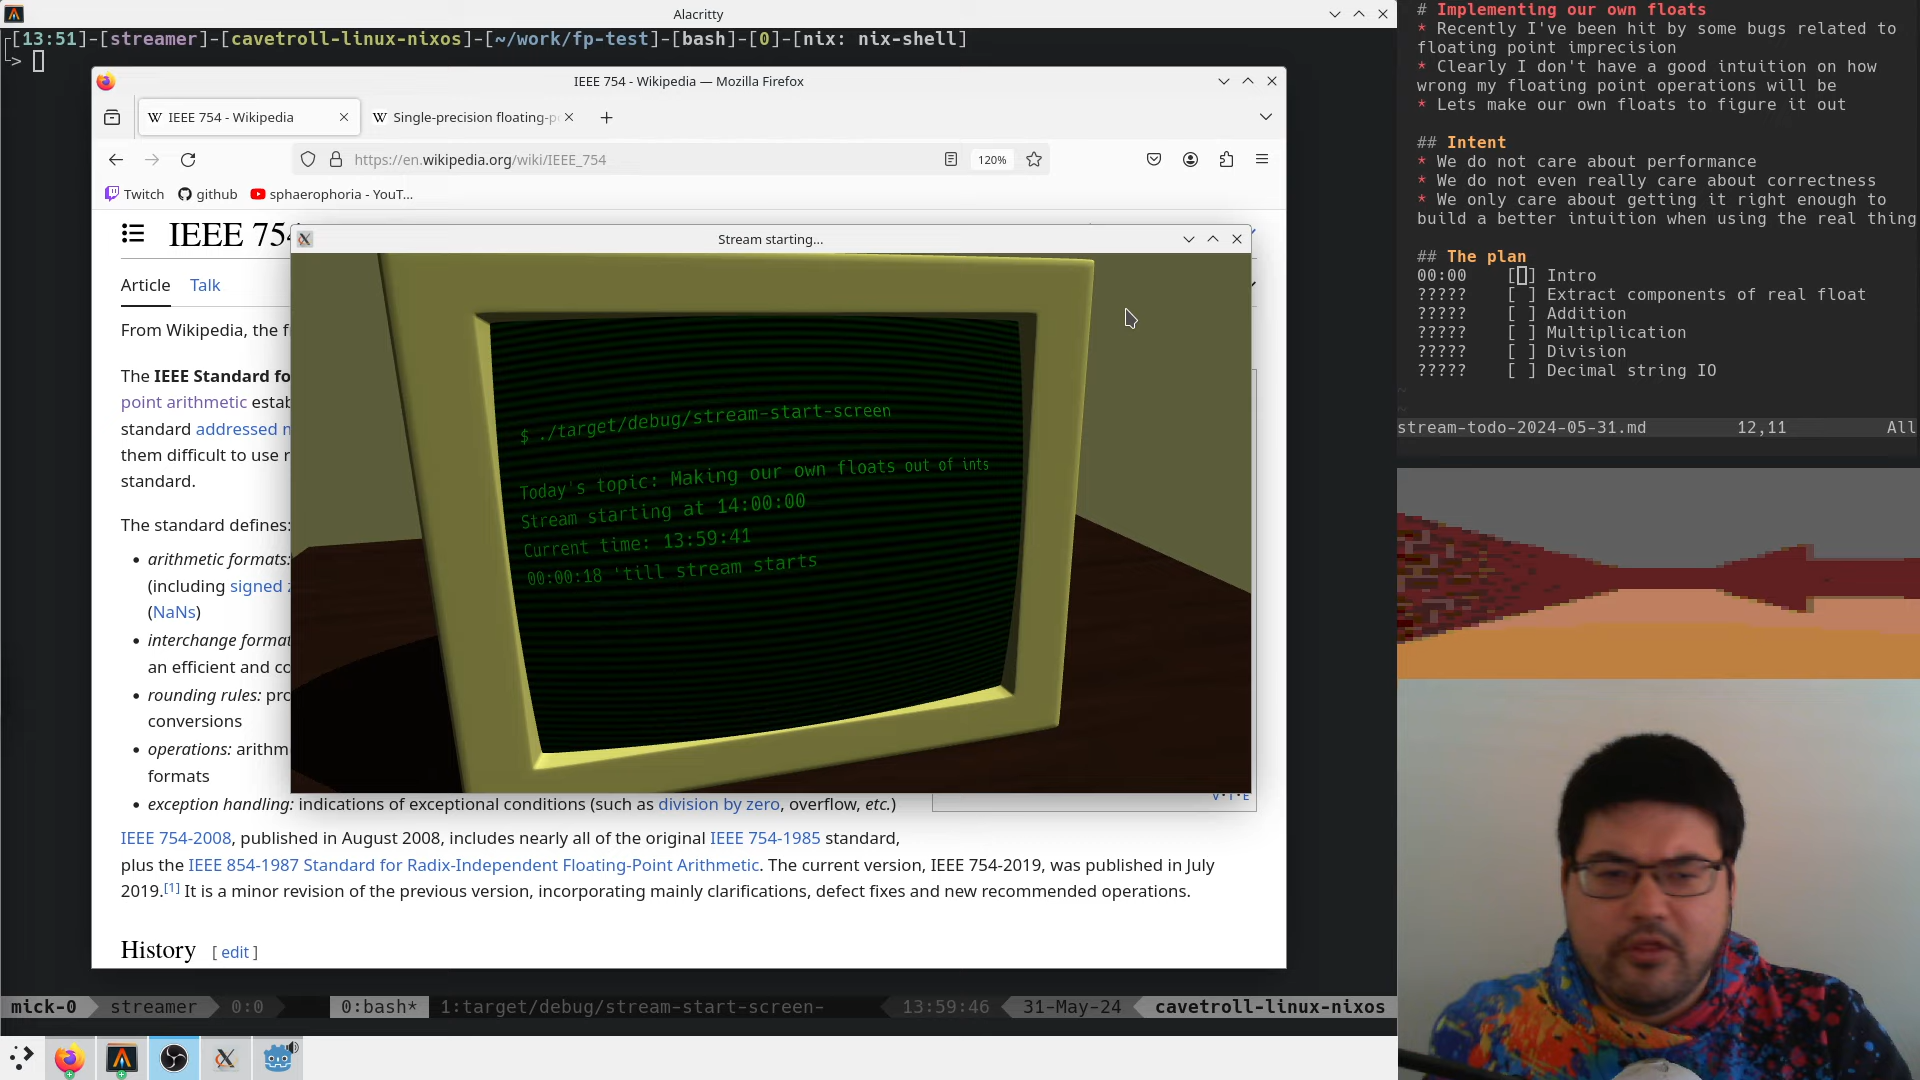 Alacritty
[13:51]-[streamer]-[cavetroll-linux-nixos]-[~/work/fp-test]-[bash]-[0]-[nix: nix-shell]
>
IEEE 754 - Wikipedia — Mozilla Firefox
IEEE 754 - Wikipedia
Single-precision floating-p
https://en.wikipedia.org/wiki/IEEE_754
120%
Twitch
github
sphaerophoria - YouT...
IEEE 754
Article
Talk
From Wikipedia, the f
The IEEE Standard fo
point arithmetic estab
standard addressed
them difficult to use
standard.
The standard defines:
• arithmetic formats:
(including signed
(NaNs)
• interchange format
an efficient and co
• rounding rules: pro
conversions
• operations: arithm
formats
• exception handling: indications of exceptional conditions (such as division by zero, overflow, etc.)
V·T·E
IEEE 754-2008, published in August 2008, includes nearly all of the original IEEE 754-1985 standard,
plus the IEEE 854-1987 Standard for Radix-Independent Floating-Point Arithmetic. The current version, IEEE 754-2019, was published in July
2019.[1] It is a minor revision of the previous version, incorporating mainly clarifications, defect fixes and new recommended operations.
History [ edit ]
Stream starting...
$ ./target/debug/stream-start-screen
Today's topic: Making our own floats out of ints
Stream starting at 14:00:00
Current time: 13:59:41
00:00:18 'till stream starts
mick-0 streamer 0:0 0:bash* 1:target/debug/stream-start-screen- 13:59:46 31-May-24 cavetroll-linux-nixos
# Implementing our own floats
* Recently I've been hit by some bugs related to
floating point imprecision
* Clearly I don't have a good intuition on how
wrong my floating point operations will be
* Lets make our own floats to figure it out
## Intent
* We do not care about performance
* We do not even really care about correctness
* We only care about getting it right enough to
build a better intuition when using the real thing
## The plan
00:00 [ ] Intro
????? [ ] Extract components of real float
????? [ ] Addition
????? [ ] Multiplication
????? [ ] Division
????? [ ] Decimal string IO
~
~
stream-todo-2024-05-31.md 12,11 All